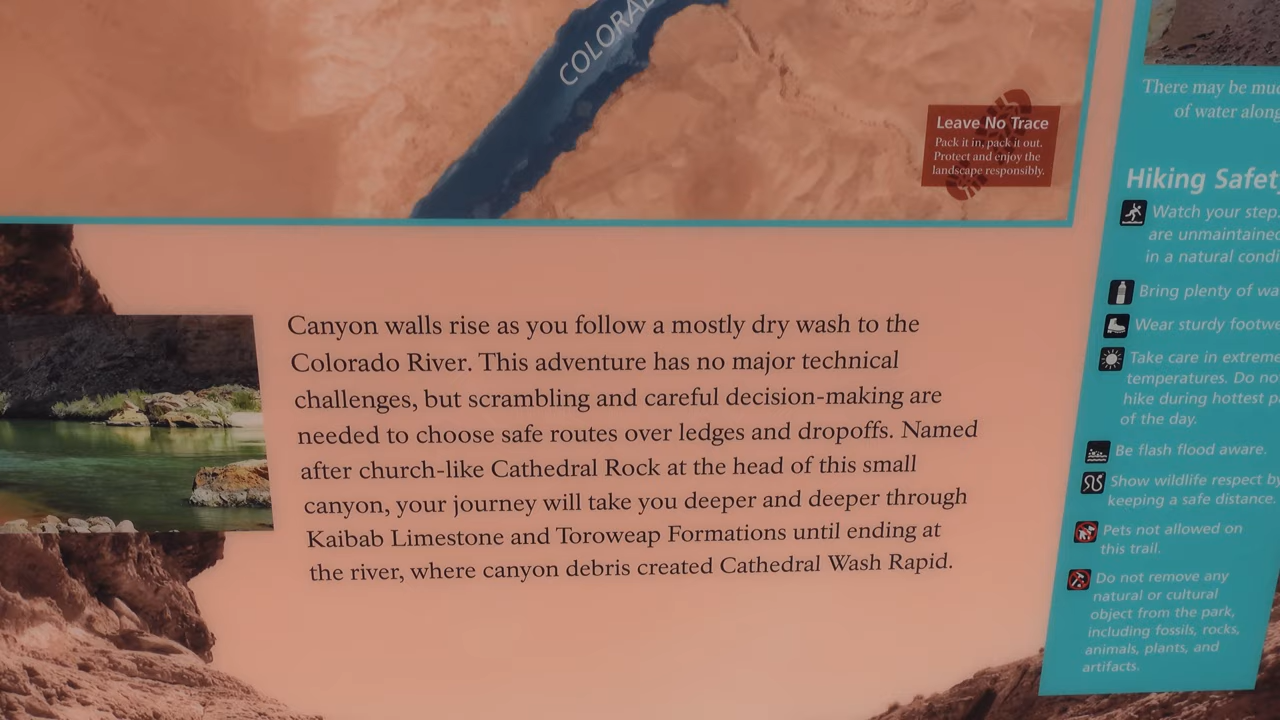 COLORA
Leave No Trace
Pack it in, pack it out.
Protect and enjoy the
landscape responsibly.
Canyon walls rise as you follow a mostly dry wash to the
Colorado River. This adventure has no major technical
challenges, but scrambling and careful decision-making are
needed to choose safe routes over ledges and dropoffs. Named
after church-like Cathedral Rock at the head of this small
canyon, your journey will take you deeper and deeper through
Kaibab Limestone and Toroweap Formations until ending at
the river, where canyon debris created Cathedral Wash Rapid.
There may be mu
of water along
Hiking Safet
Watch your step.
are unmaintained
in a natural condi
Bring plenty of wa
Wear sturdy footwe
Take care in extreme
temperatures. Do no
hike during hottest p
of the day.
Be flash flood aware.
Show wildlife respect by
keeping a safe distance.
Pets not allowed on
this trail.
Do not remove any
natural or cultural
object from the park,
including fossils, rocks,
animals, plants, and
artifacts.